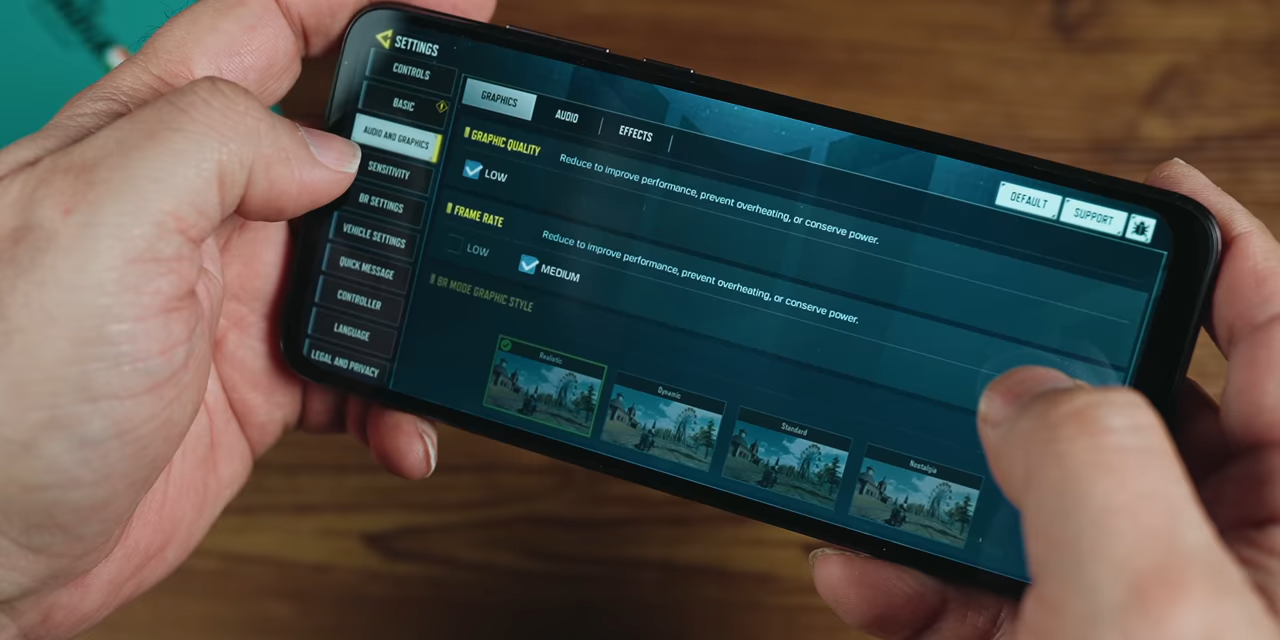 SETTINGS
CONTROLS
BASIC
AUDIO AND GRAPHICS
SENSITIVITY
BR SETTINGS
VEHICLE SETTINGS
QUICK MESSAGE
CONTROLLER
LANGUAGE
LEGAL AND PRIVACY
GRAPHICS
AUDIO
EFFECTS
DEFAULT
SUPPORT
GRAPHIC QUALITY
Reduce to improve performance, prevent overheating, or conserve power.
LOW
FRAME RATE
Reduce to improve performance, prevent overheating, or conserve power.
LOW
MEDIUM
BR MODE GRAPHIC STYLE
Realistic
Dynamic
Standard
Nostalgia